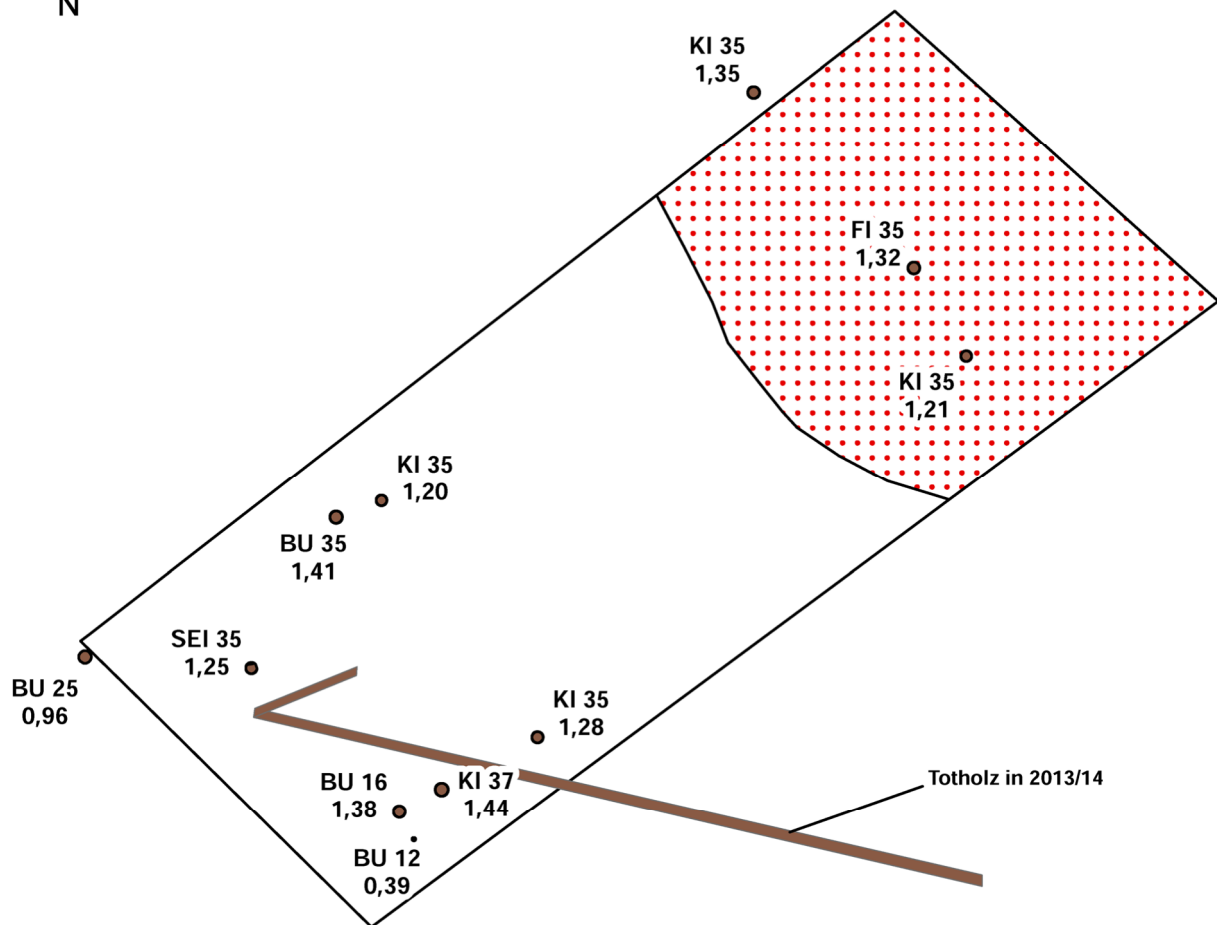 N
KI 35
1,35
FI 35
1,32
KI 35
1,21
KI 35
1,20
BU 35
1,41
SEI 35
1,25
BU 25
0,96
KI 35
1,28
BU 16
1,38
KI 37
1,44
Totholz in 2013/14
BU 12
0,39